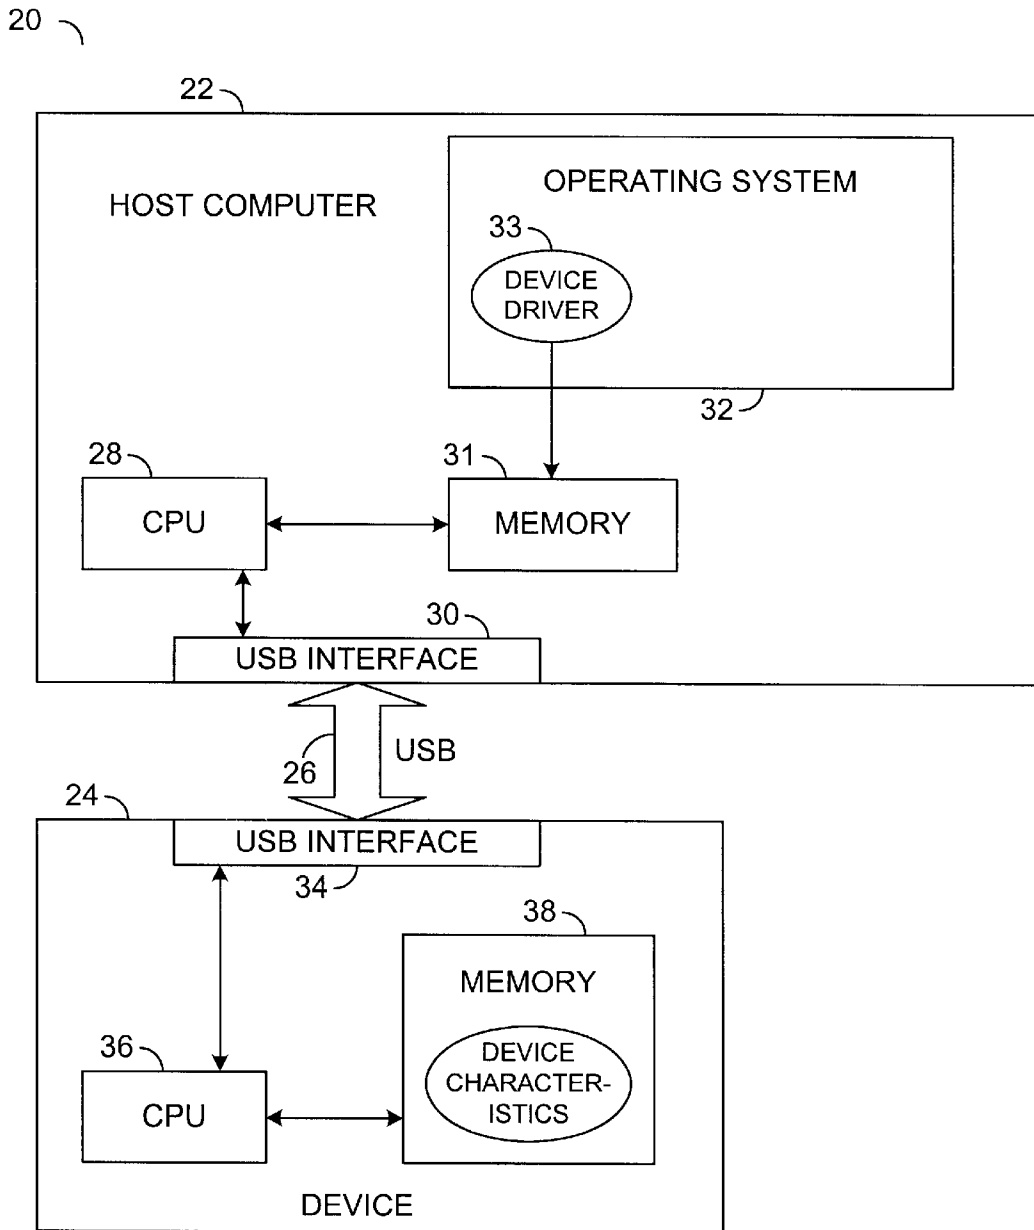 20
22
HOST COMPUTER
OPERATING SYSTEM
33
DEVICE
DRIVER
32
28
CPU
31
MEMORY
30
USB INTERFACE
26
USB
24
USB INTERFACE
34
38
MEMORY
DEVICE
CHARACTER-
ISTICS
36
CPU
DEVICE